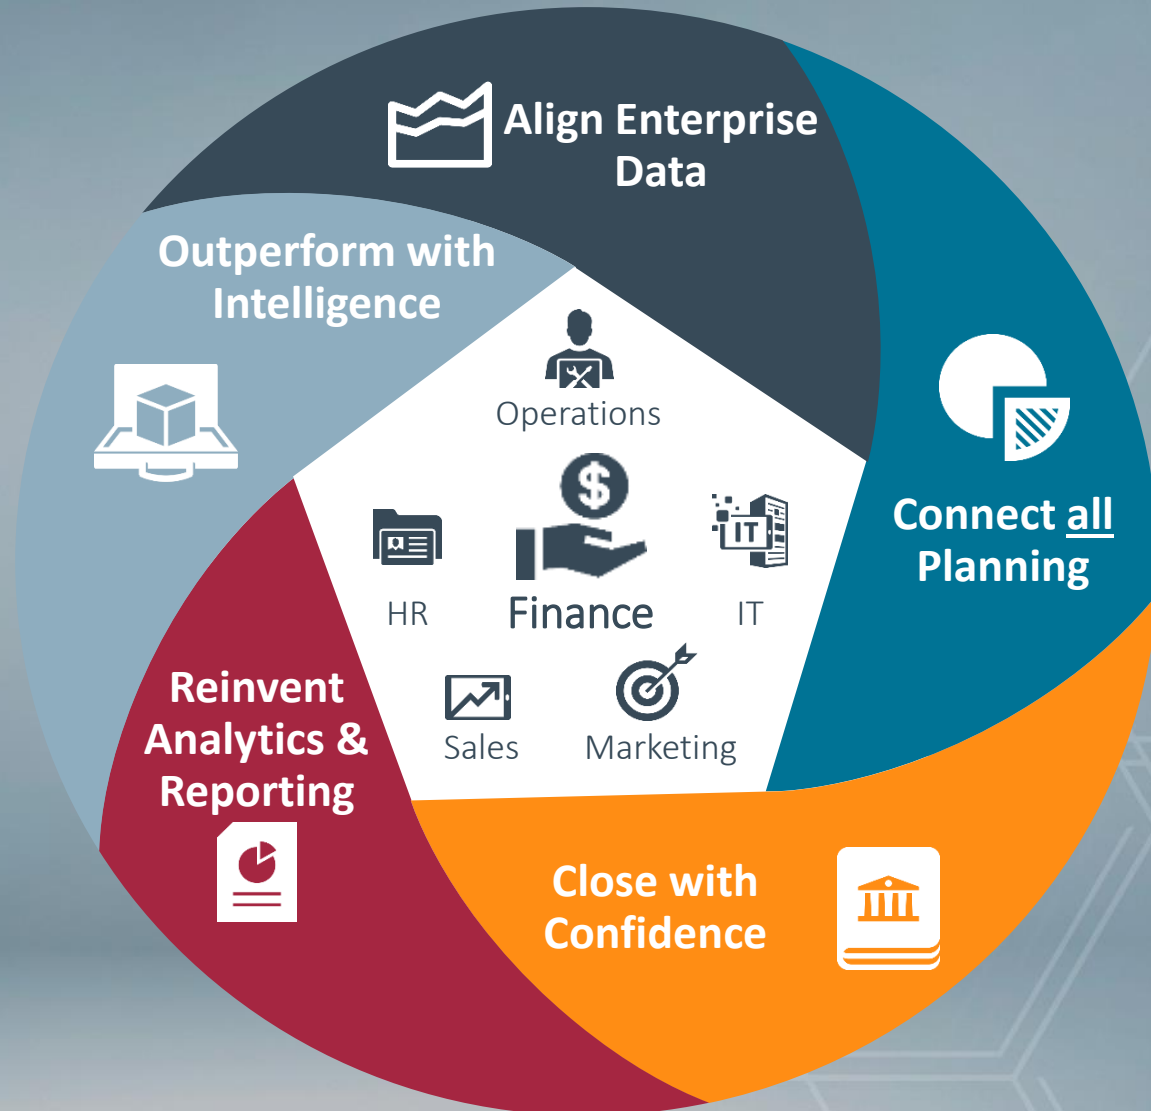 Align Enterprise
Data
Outperform with
Intelligence
Operations
Connect all
Planning
IT
HR
Finance
IT
Reinvent
Analytics &
Reporting
Sales
Marketing
Close with
Confidence